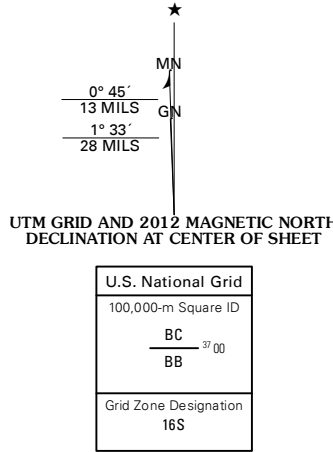 MN
0° 45´
13 MILS
GN
1° 33´
28 MILS
UTM GRID AND 2012 MAGNETIC NORTH
DECLINATION AT CENTER OF SHEET
U.S. National Grid
100,000-m Square ID
BC
37 00
BB
Grid Zone Designation
16S